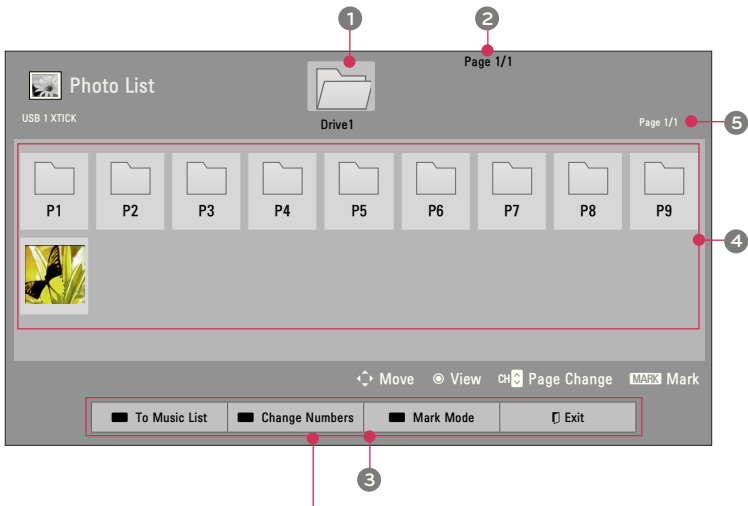 1
2
Page 1/1
Photo List
USB 1 XTICK
Drive1
Page 1/1
5
P1 P2 P3 P4 P5 P6 P7 P8 P9
4
Move View CH Page Change MARK Mark
To Music List Change Numbers Mark Mode Exit
3